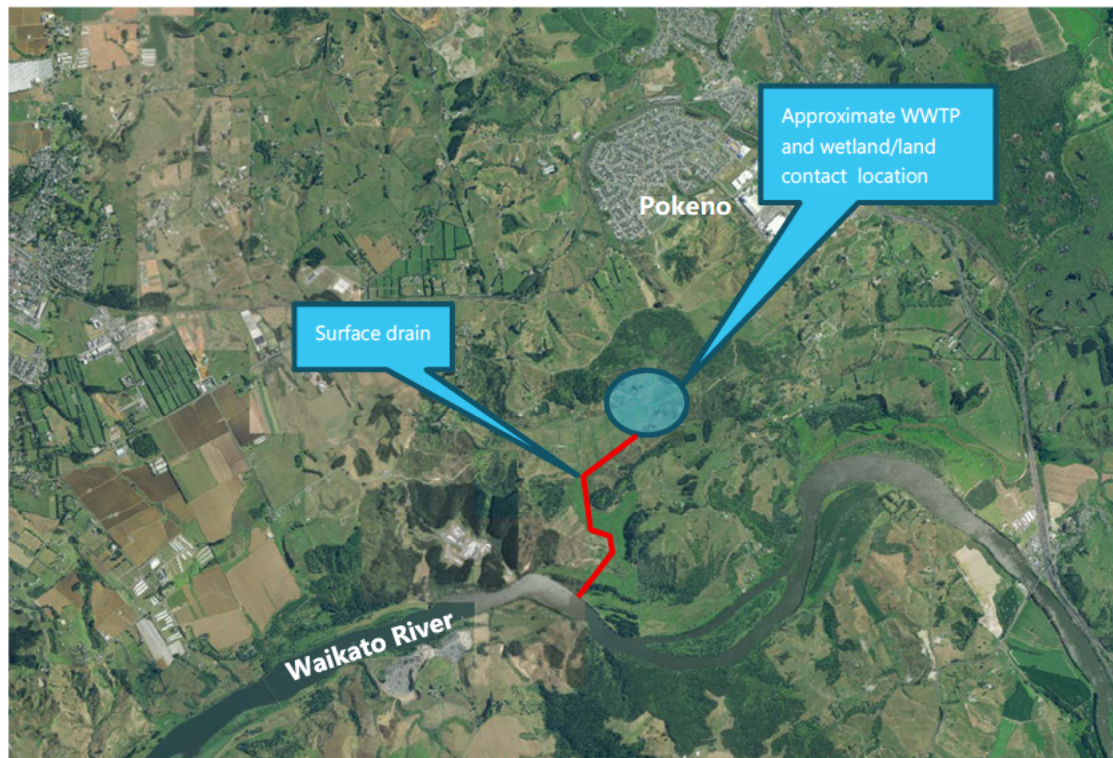 Approximate WWTP
and wetland/land
contact location
Pokeno
Surface drain
Waikato River